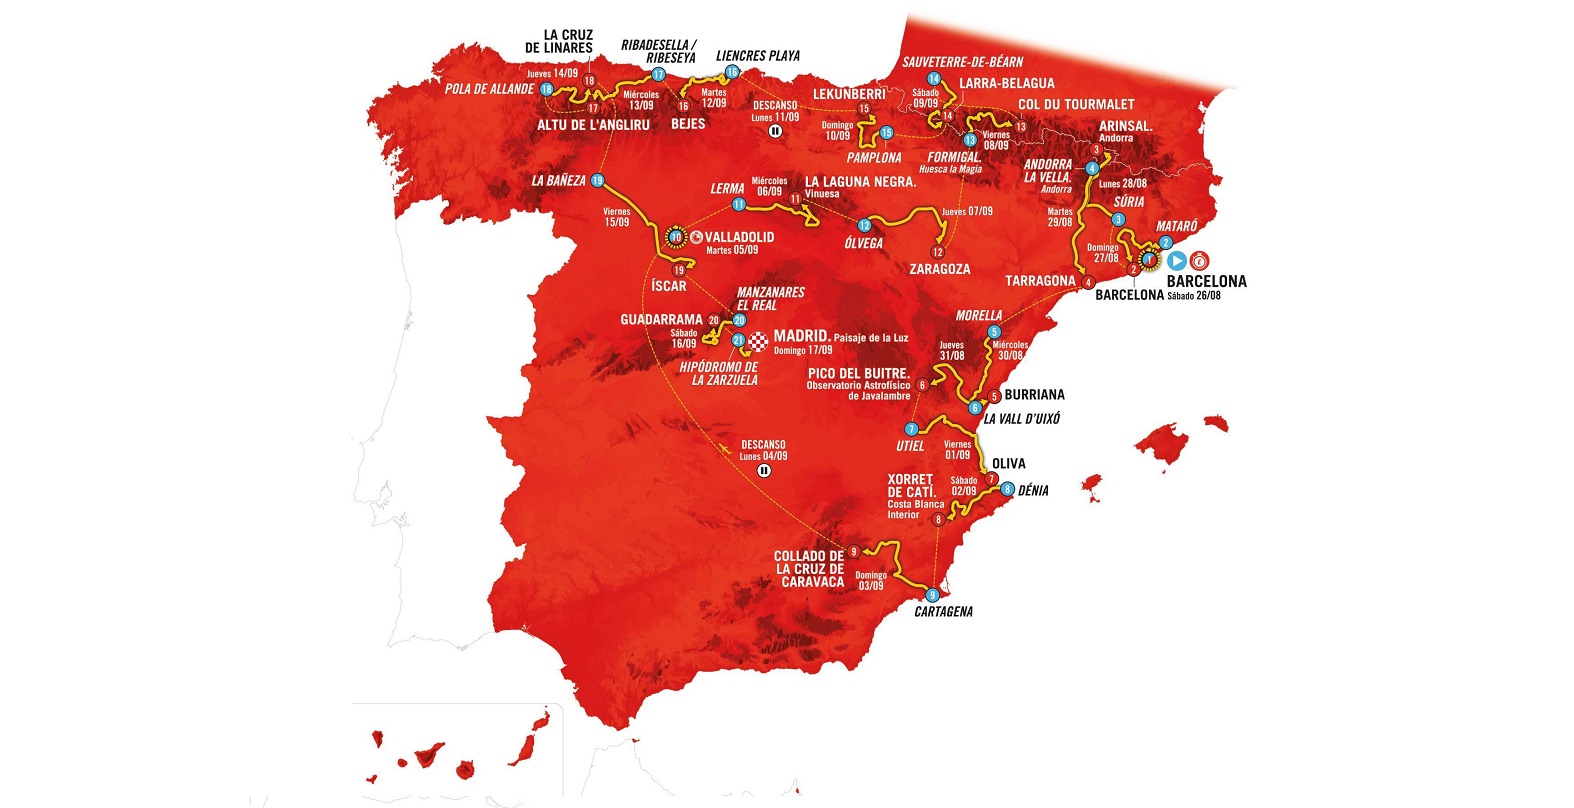 LA CRUZ
DE LINARES
Jueves 14/09
18
POLA DE ALLANDE
18
17
ALTU DE L'ANGLIRU
RIBADESELLA /
RIBESEYA
17
Miércoles
13/09
LIENCRES PLAYA
16
Martes
12/09
16
BEJES
DESCANSO
Lunes 11/09
LEKUNBERRI
15
Domingo
10/09
15
PAMPLONA
SAUVETERRE-DE-BÉARN
14
LARRA-BELAGUA
Sábado
09/09
14
COL DU TOURMALET
13
Viernes
08/09
13
FORMIGAL.
Huesca la Magia
ARINSAL.
Andorra
3
ANDORRA
LA VELLA.
Andorra
4
Lunes 28/08
SÚRIA
3
Martes
29/08
MATARÓ
2
Domingo
27/08
1
BARCELONA
Sábado 26/08
2
BARCELONA
TARRAGONA
4
LA BAÑEZA
19
Viernes
15/09
LERMA
11
Miércoles
06/09
11
LA LAGUNA NEGRA.
Vinuesa
12
ÓLVEGA
Jueves 07/09
12
ZARAGOZA
10
VALLADOLID
Martes 05/09
19
ÍSCAR
MANZANARES
EL REAL
GUADARRAMA
20
20
Sábado
16/09
21
MADRID. Paisaje de la Luz
Domingo 17/09
HIPÓDROMO DE
LA ZARZUELA
MORELLA
5
Miércoles
30/08
Jueves
31/08
PICO DEL BUITRE.
Observatorio Astrofísico
de Javalambre
6
5
BURRIANA
6
LA VALL D'UIXÓ
7
UTIEL
Viernes
01/09
OLIVA
7
8
DÉNIA
Sábado
02/09
XORRET
DE CATÍ.
Costa Blanca
Interior
8
DESCANSO
Lunes 04/09
9
COLLADO DE
LA CRUZ DE
CARAVACA
Domingo
03/09
9
CARTAGENA